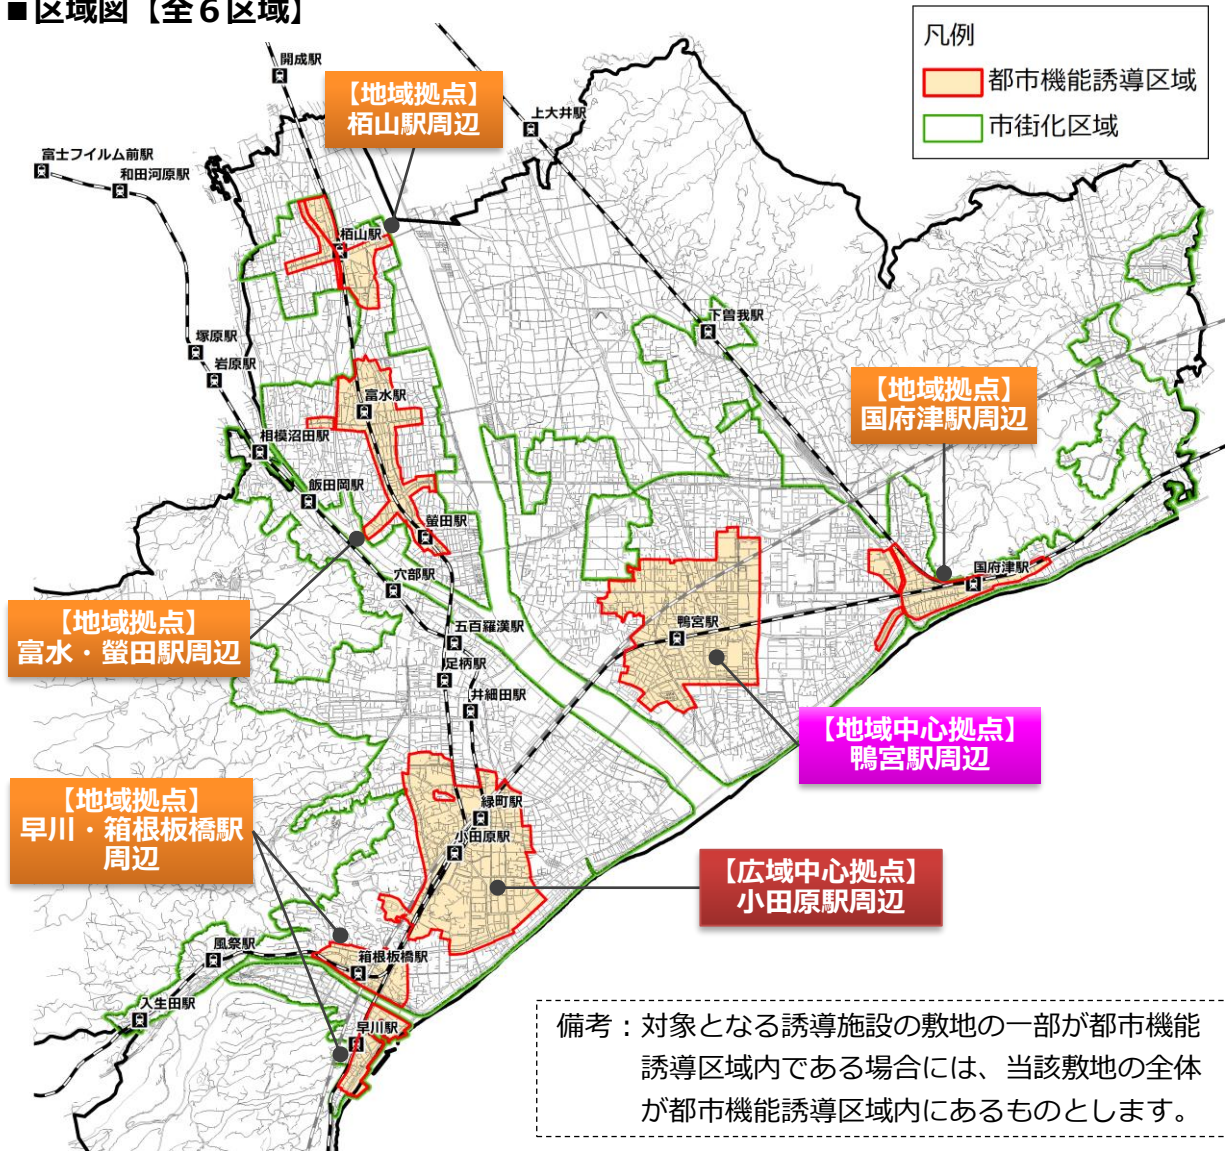 ■区域図【全６区域】
凡例
都市機能誘導区域
市街化区域
開成駅
【地域拠点】
栢山駅周辺
上大井駅
富士フイルム前駅
和田河原駅
栢山駅
塚原駅
岩原駅
下曽我駅
富水駅
【地域拠点】
国府津駅周辺
相模沼田駅
飯田岡駅
螢田駅
穴部駅
国府津駅
【地域拠点】
富水・螢田駅周辺
五百羅漢駅
鴨宮駅
足柄駅
井細田駅
【地域中心拠点】
鴨宮駅周辺
【地域拠点】
早川・箱根板橋駅
周辺
緑町駅
小田原駅
【広域中心拠点】
小田原駅周辺
風祭駅
箱根板橋駅
入生田駅
早川駅
備考：対象となる誘導施設の敷地の一部が都市機能
誘導区域内である場合には、当該敷地の全体
が都市機能誘導区域内にあるものとします。